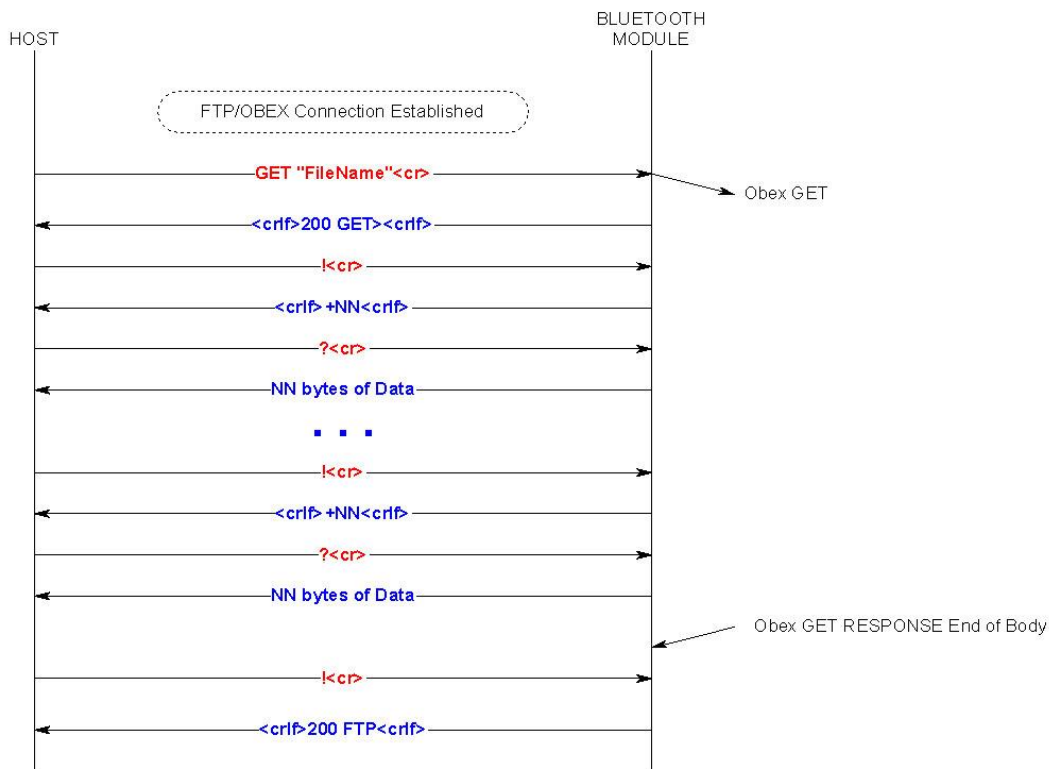 HOST
BLUETOOTH
MODULE
FTP/OBEX Connection Established
GET "FileName"<cr>
Obex GET
<crlf>200 GET><crlf>
!<cr>
<crlf> +NN<crlf>
?<cr>
NN bytes of Data
. . .
!<cr>
<crlf> +NN<crlf>
?<cr>
NN bytes of Data
Obex GET RESPONSE End of Body
!<cr>
<crlf>200 FTP<crlf>